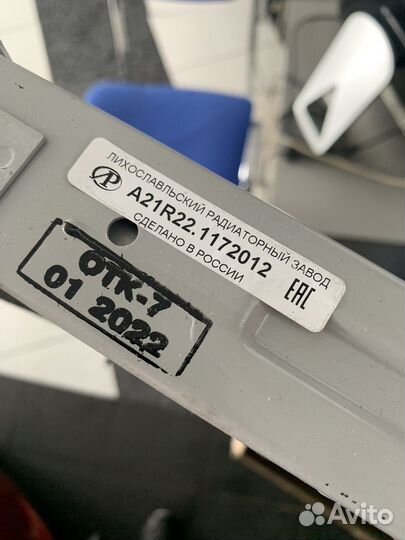 ЛИХОСЛАВЛЬСКИЙ РАДИАТОРНЫЙ ЗАВОД
A21R22.1172012
СДЕЛАНО В РОССИИ
EAC
ОТК-7
01 2022
Avito